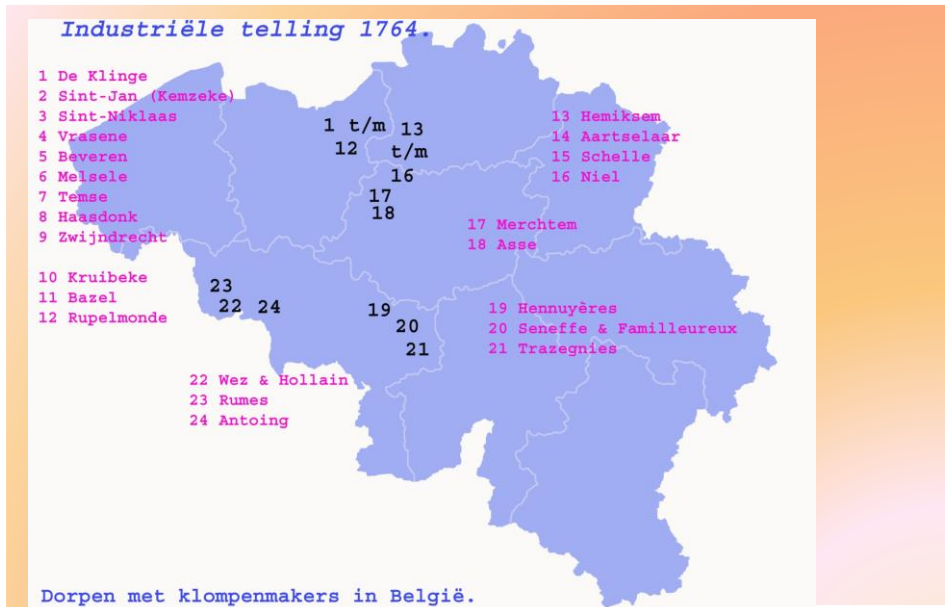 Industriële telling 1764.
1 De Klinge
2 Sint-Jan (Kemzeke)
3 Sint-Niklaas
4 Vrasene
5 Beveren
6 Melsele
7 Temse
8 Haasdonk
9 Zwijndrecht
10 Kruibeke
11 Bazel
12 Rupelmonde
1 t/m
12
13
t/m
16
17
18
13 Hemiksem
14 Aartselaar
15 Schelle
16 Niel
17 Merchtem
18 Asse
23
22 24
19
20
21
19 Hennuyères
20 Seneffe & Familleureux
21 Trazegnies
22 Wez & Hollain
23 Rumes
24 Antoing
Dorpen met klompenmakers in België.